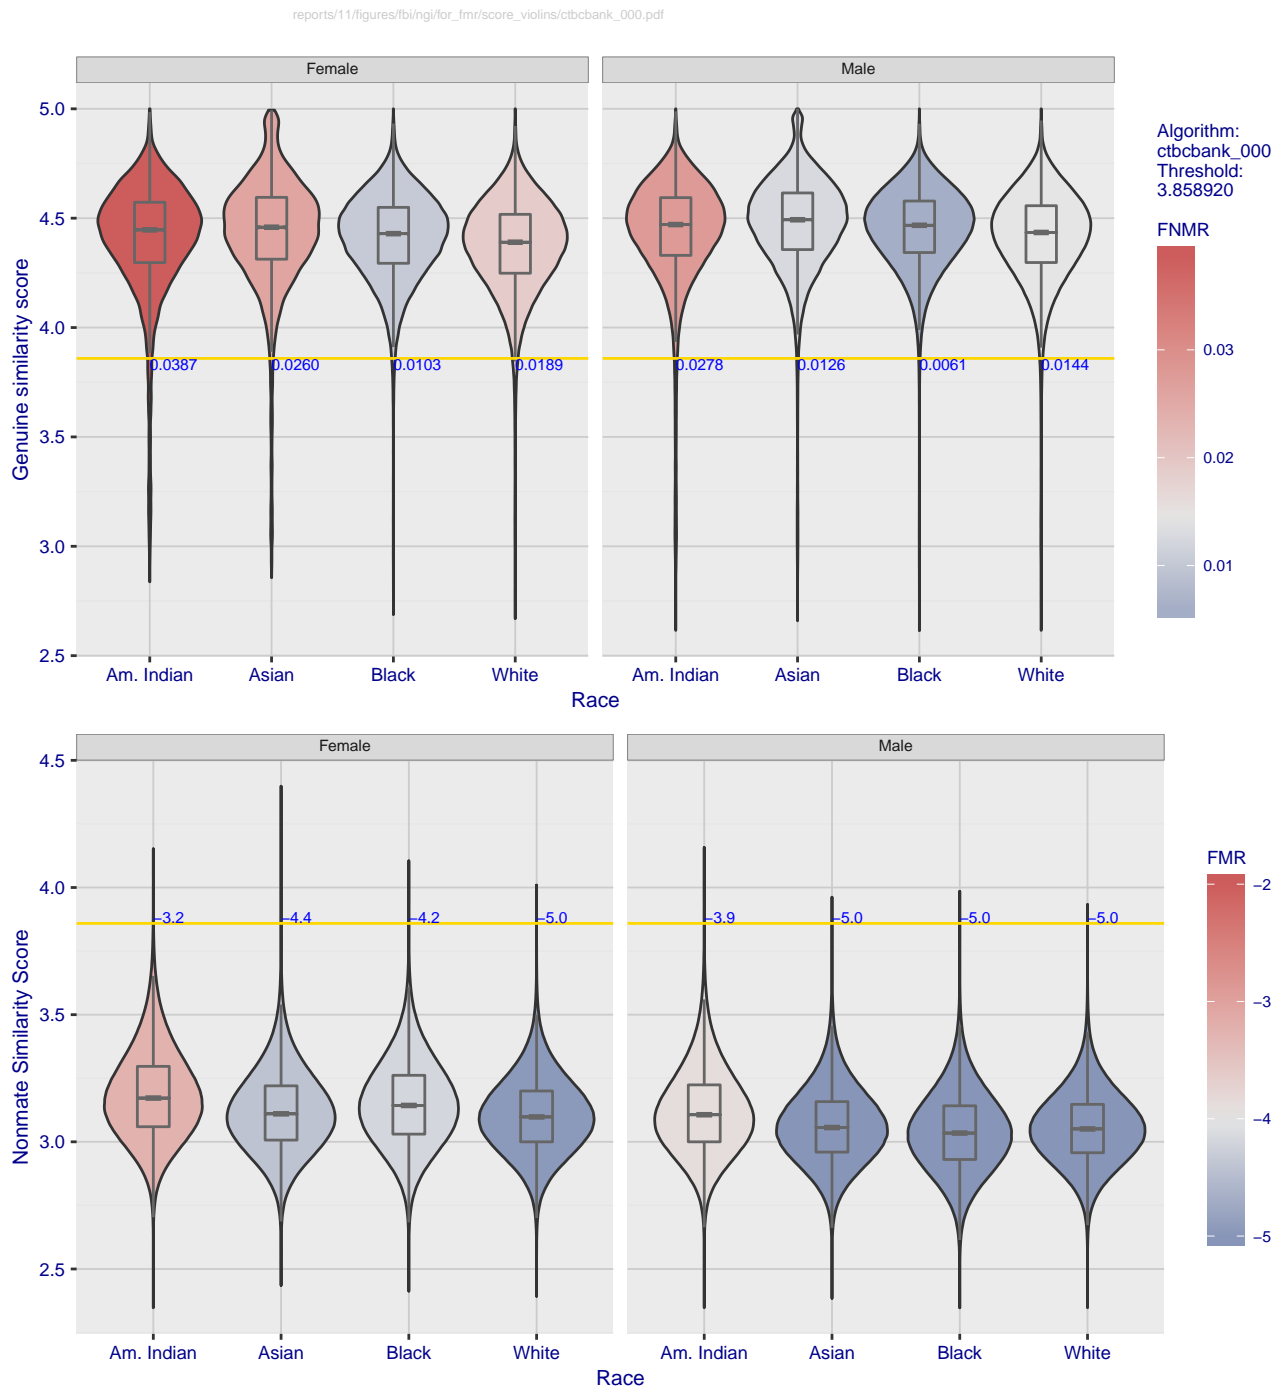 reports/11/figures/fbi/ngi/for_fmr/score_violins/ctbcbank_000.pdf
Female
Male
5.0
4.5
4.0
3.5
3.0
2.5
Genuine similarity score
0.0387
0.0260
0.0103
0.0189
0.0278
0.0126
0.0061
0.0144
Am. Indian
Asian
Black
White
Am. Indian
Asian
Black
White
Race
Algorithm:
ctbcbank_000
Threshold:
3.858920
FNMR
0.03
0.02
0.01
Female
Male
4.5
4.0
3.5
3.0
2.5
Nonmate Similarity Score
−3.2
−4.4
−4.2
−5.0
−3.9
−5.0
−5.0
−5.0
Am. Indian
Asian
Black
White
Am. Indian
Asian
Black
White
Race
FMR
−2
−3
−4
−5